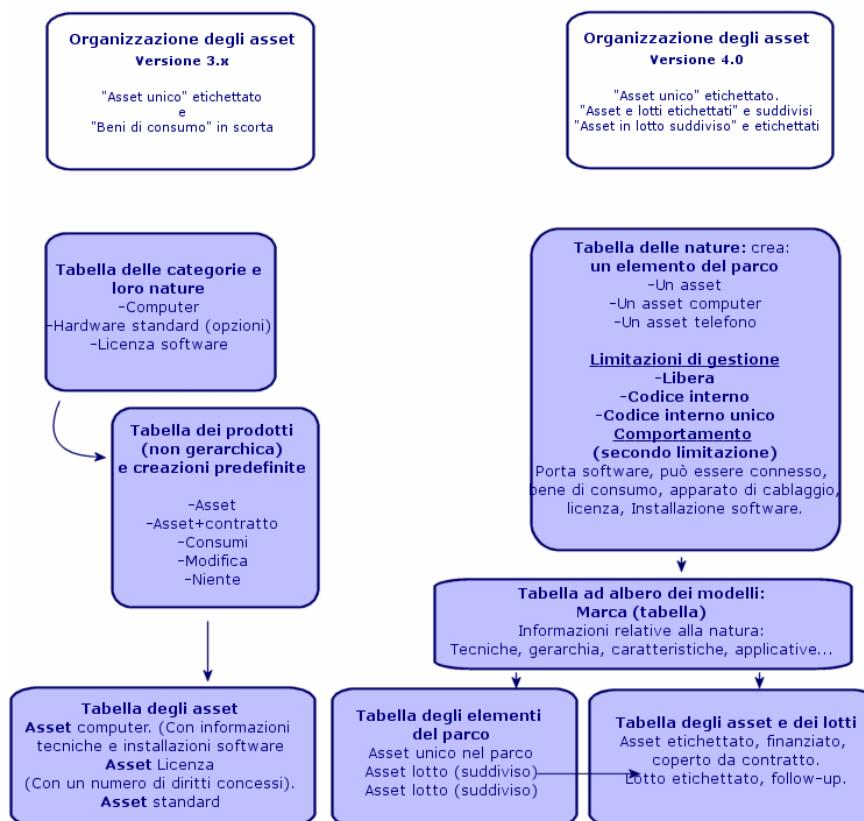 Organizzazione degli asset
Versione 3.x
"Asset unico" etichettato
e
"Beni di consumo" in scorta
Organizzazione degli asset
Versione 4.0
"Asset unico" etichettato.
"Asset e lotti etichettati" e suddivisi
"Asset in lotto suddiviso" e etichettati
Tabella delle categorie e
loro nature
-Computer
-Hardware standard (opzioni)
-Licenza software
Tabella dei prodotti
(non gerarchica)
e creazioni predefinite
-Asset
-Asset+contratto
-Consumi
-Modifica
-Niente
Tabella degli asset
Asset computer. (Con informazioni
tecniche e installazioni software
Asset Licenza
(Con un numero di diritti concessi).
Asset standard
Tabella delle nature: crea:
un elemento del parco
-Un asset
-Un asset computer
-Un asset telefono
Limitazioni di gestione
-Libera
-Codice interno
-Codice interno unico
Comportamento
(secondo limitazione)
Porta software, può essere connesso,
bene di consumo, apparato di cablaggio,
licenza, Installazione software.
Tabella ad albero dei modelli:
Marca (tabella)
Informazioni relative alla natura:
Tecniche, gerarchia, caratteristiche, applicative...
Tabella degli elementi
del parco
Asset unico nel parco
Asset lotto (suddiviso)
Asset lotto (suddiviso)
Tabella degli asset e dei lotti
Asset etichettato, finanziato,
coperto da contratto.
Lotto etichettato, follow-up.